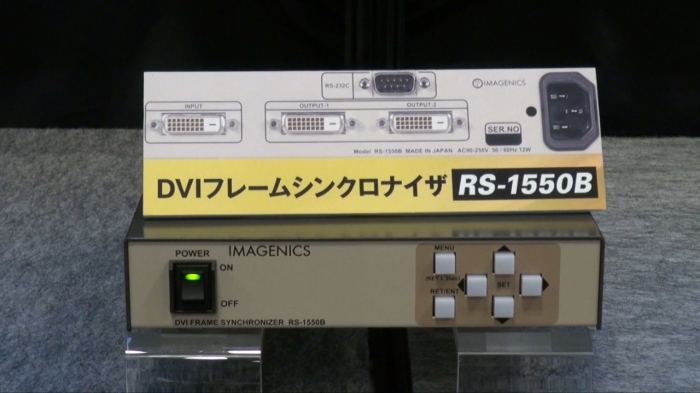 RS-232C
IMAGENICS
INPUT
OUTPUT-1
OUTPUT-2
SER.NO
Model RS-1550B MADE IN JAPAN AC90-250V 50 / 60Hz 12W
DVIフレームシンクロナイザ RS-1550B
POWER
IMAGENICS
MENU
ON
SET
RET/ENT
OFF
DVI FRAME SYNCHRONIZER RS-1550B